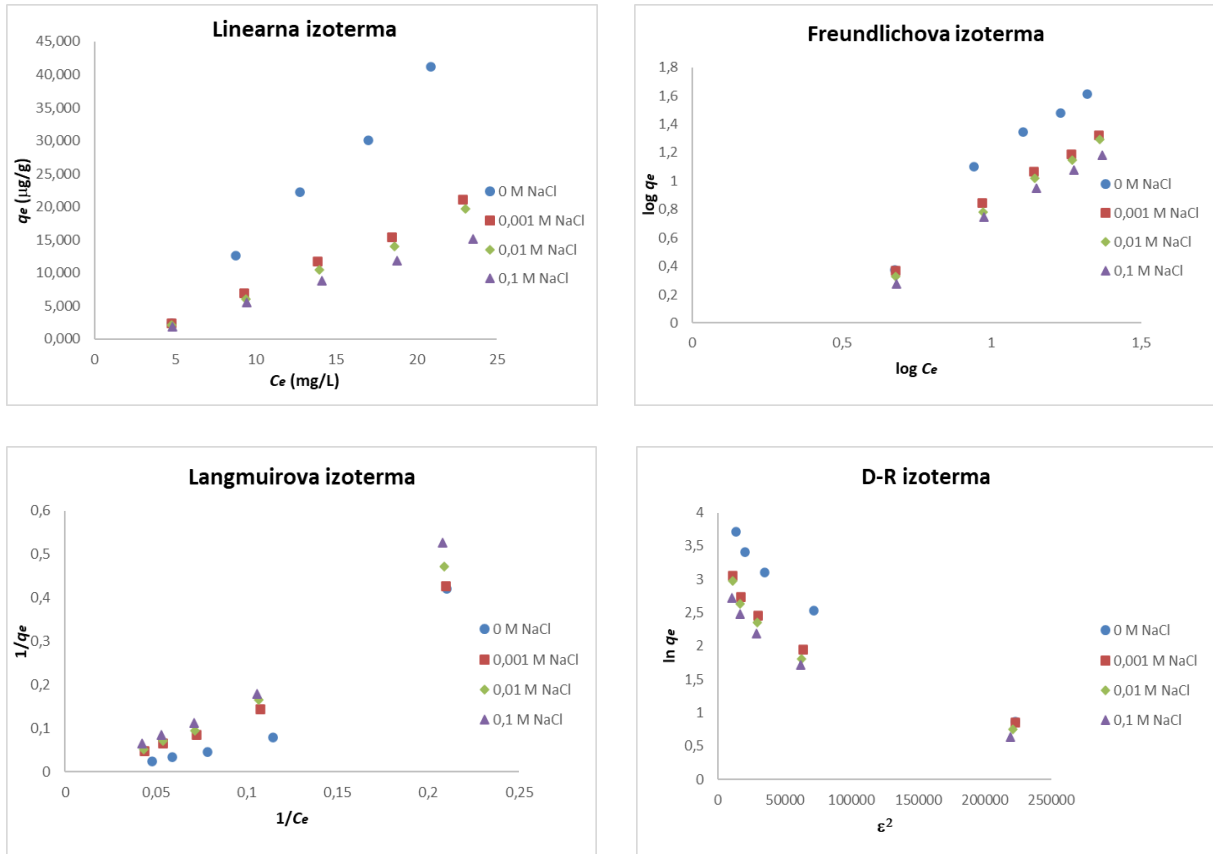 Linearna izoterma
45,000
40,000
35,000
30,000
25,000
20,000
15,000
10,000
5,000
0,000
qe (µg/g)
0 5 10 15 20 25
Ce (mg/L)
0 M NaCl
0,001 M NaCl
0,01 M NaCl
0,1 M NaCl
Freundlichova izoterma
1,8
1,6
1,4
1,2
1
0,8
0,6
0,4
0,2
0
log qe
0 0,5 1 1,5
log Ce
0 M NaCl
0,001 M NaCl
0,01 M NaCl
0,1 M NaCl
Langmuirova izoterma
0,6
0,5
0,4
0,3
0,2
0,1
0
1/qe
0 0,05 0,1 0,15 0,2 0,25
1/Ce
0 M NaCl
0,001 M NaCl
0,01 M NaCl
0,1 M NaCl
D-R izoterma
4
3,5
3
2,5
2
1,5
1
0,5
0
ln qe
0 50000 100000 150000 200000 250000
ε²
0 M NaCl
0,001 M NaCl
0,01 M NaCl
0,1 M NaCl